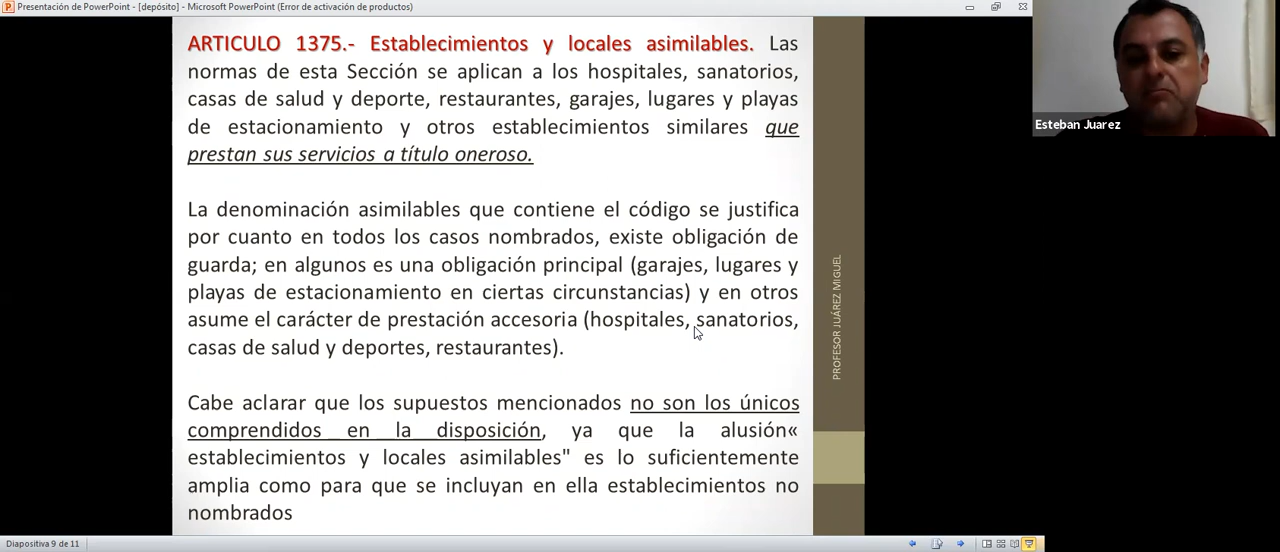 Presentación de PowerPoint - [depósito] - Microsoft PowerPoint (Error de activación de productos)
ARTICULO 1375.- Establecimientos y locales asimilables. Las
normas de esta Sección se aplican a los hospitales, sanatorios,
casas de salud y deporte, restaurantes, garajes, lugares y playas
de estacionamiento y otros establecimientos similares que
prestan sus servicios a título oneroso.
La denominación asimilables que contiene el código se justifica
por cuanto en todos los casos nombrados, existe obligación de
guarda; en algunos es una obligación principal (garajes, lugares y
playas de estacionamiento en ciertas circunstancias) y en otros
asume el carácter de prestación accesoria (hospitales, sanatorios,
casas de salud y deportes, restaurantes).
Cabe aclarar que los supuestos mencionados no son los únicos
comprendidos en la disposición, ya que la alusión«
establecimientos y locales asimilables" es lo suficientemente
amplia como para que se incluyan en ella establecimientos no
nombrados
PROFESOR JUÁREZ MIGUEL
Esteban Juarez
Diapositiva 9 de 11